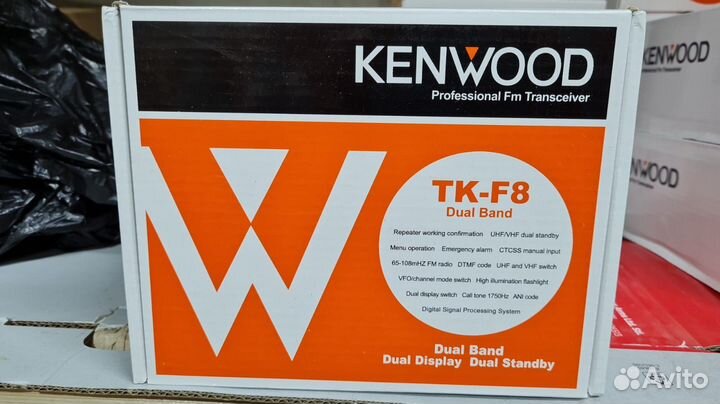 KENWOOD
Professional Fm Transceiver
TK-F8
Dual Band
Repeater working confirmation UHF/VHF dual standby
Menu operation Emergency alarm CTCSS manual input
65-108mHZ FM radio DTMF code UHF and VHF switch
VFO/channel mode switch High illumination flashlight
Dual display switch Call tone 1750Hz ANI code
Digital Signal Processing System
Dual Band
Dual Display Dual Standby
KENWOOD
Avito